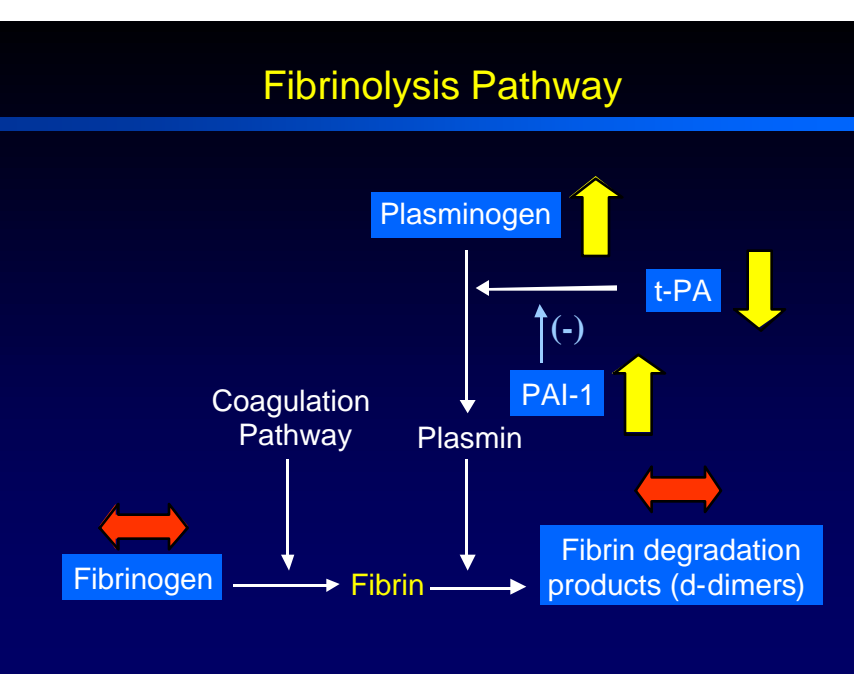 Fibrinolysis Pathway
Plasminogen
t-PA
(-)
PAI-1
Coagulation
Pathway
Plasmin
Fibrinogen
Fibrin
Fibrin degradation
products (d-dimers)